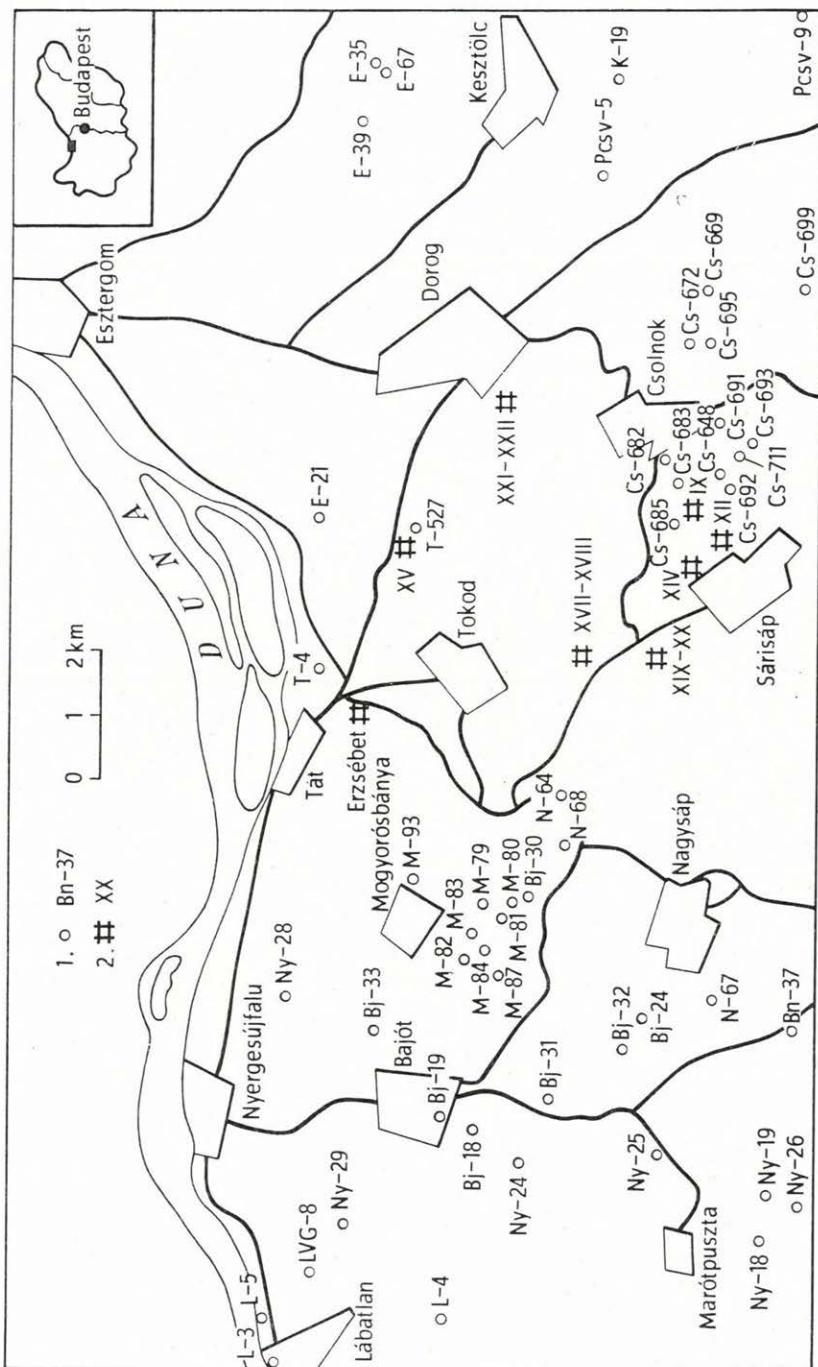 Budapest
Esztergom
DUNA
0 1 2 km
1. Bn-37
2. XX
L-3
L-5
Lábatlan
LVG-8
Ny-29
L-4
Nyergesújfalu
Ny-28
Bj-33
Bajót
Bj-19
Bj-18
Ny-24
Bj-31
Ny-25
Marótpuszta
Ny-18
Ny-19
Ny-26
Mogyorósbánya
M-93
M-82
M-83
M-84
M-79
M-87
M-81
M-80
Bj-30
Bj-32
Bj-24
N-67
Bn-37
Nagysáp
N-64
N-68
Tát
T-4
Erzsébet
Tokod
E-21
XV
T-527
XVII-XVIII
XIX-XX
Sárisáp
XXI-XXII
Dorog
E-39
E-35
E-67
Kesztölc
Pcsv-5
K-19
Pcsv-9
Csolnok
Cs-672
Cs-669
Cs-695
Cs-699
Cs-682
Cs-683
Cs-648
Cs-691
Cs-693
Cs-685
IX
XII
XIV
Cs-692
Cs-711